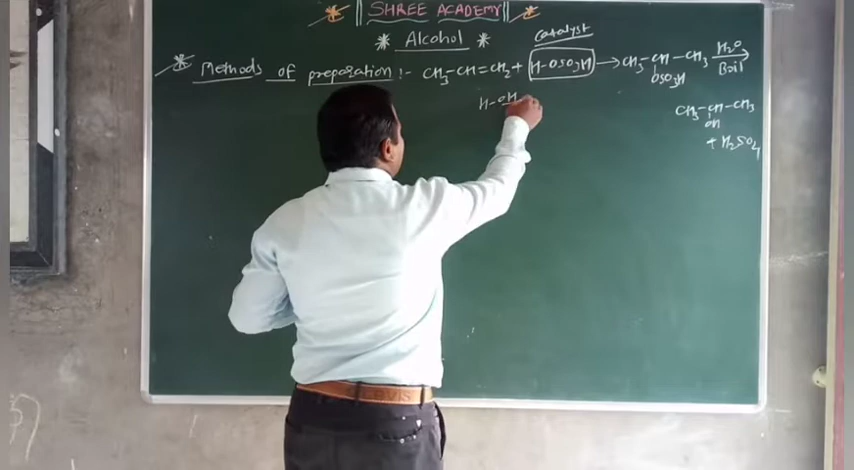 SHREE ACADEMY
Alcohol
Catalyst
Methods of preparation :- CH3-CH=CH2 + H-OSO3H → CH3-CH-CH3 H2O
OSO3H Boil
H-OH
CH3-CH-CH3
OH
+ H2SO4